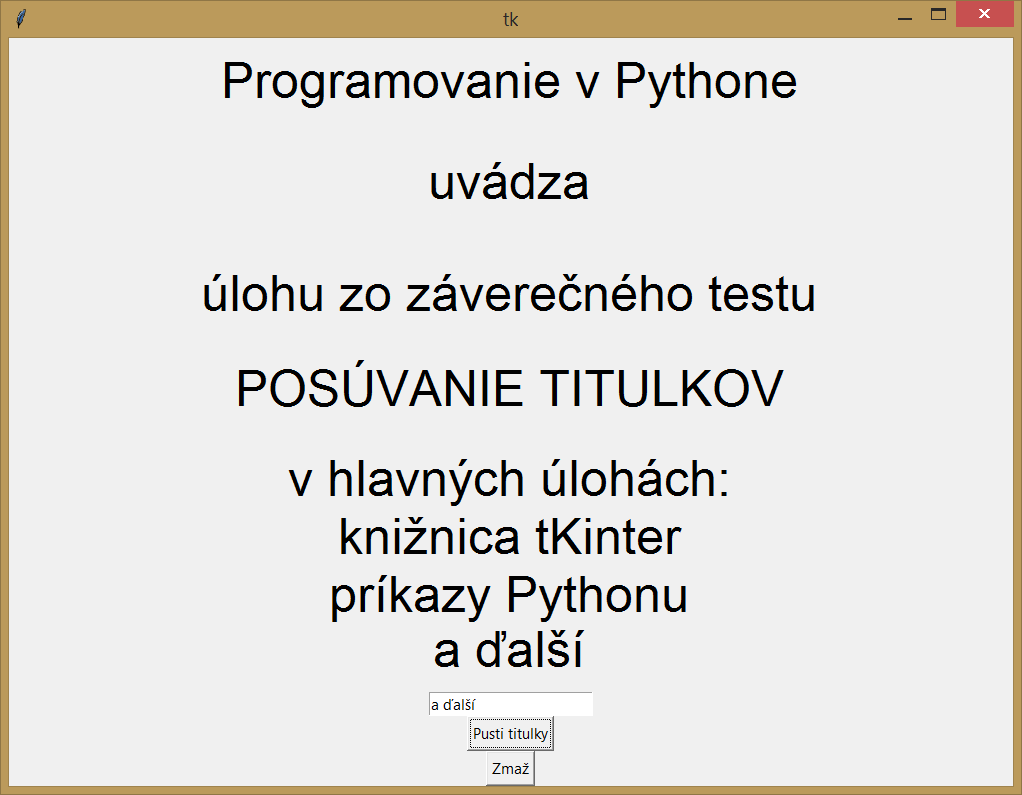 tk
Programovanie v Pythone
uvádza
úlohu zo záverečného testu
POSÚVANIE TITULKOV
v hlavných úlohách:
knižnica tKinter
príkazy Pythonu
a ďalší
a ďalší
Pusti titulky
Zmaž